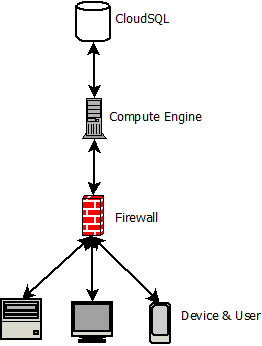 CloudSQL
Compute Engine
Firewall
Device & User